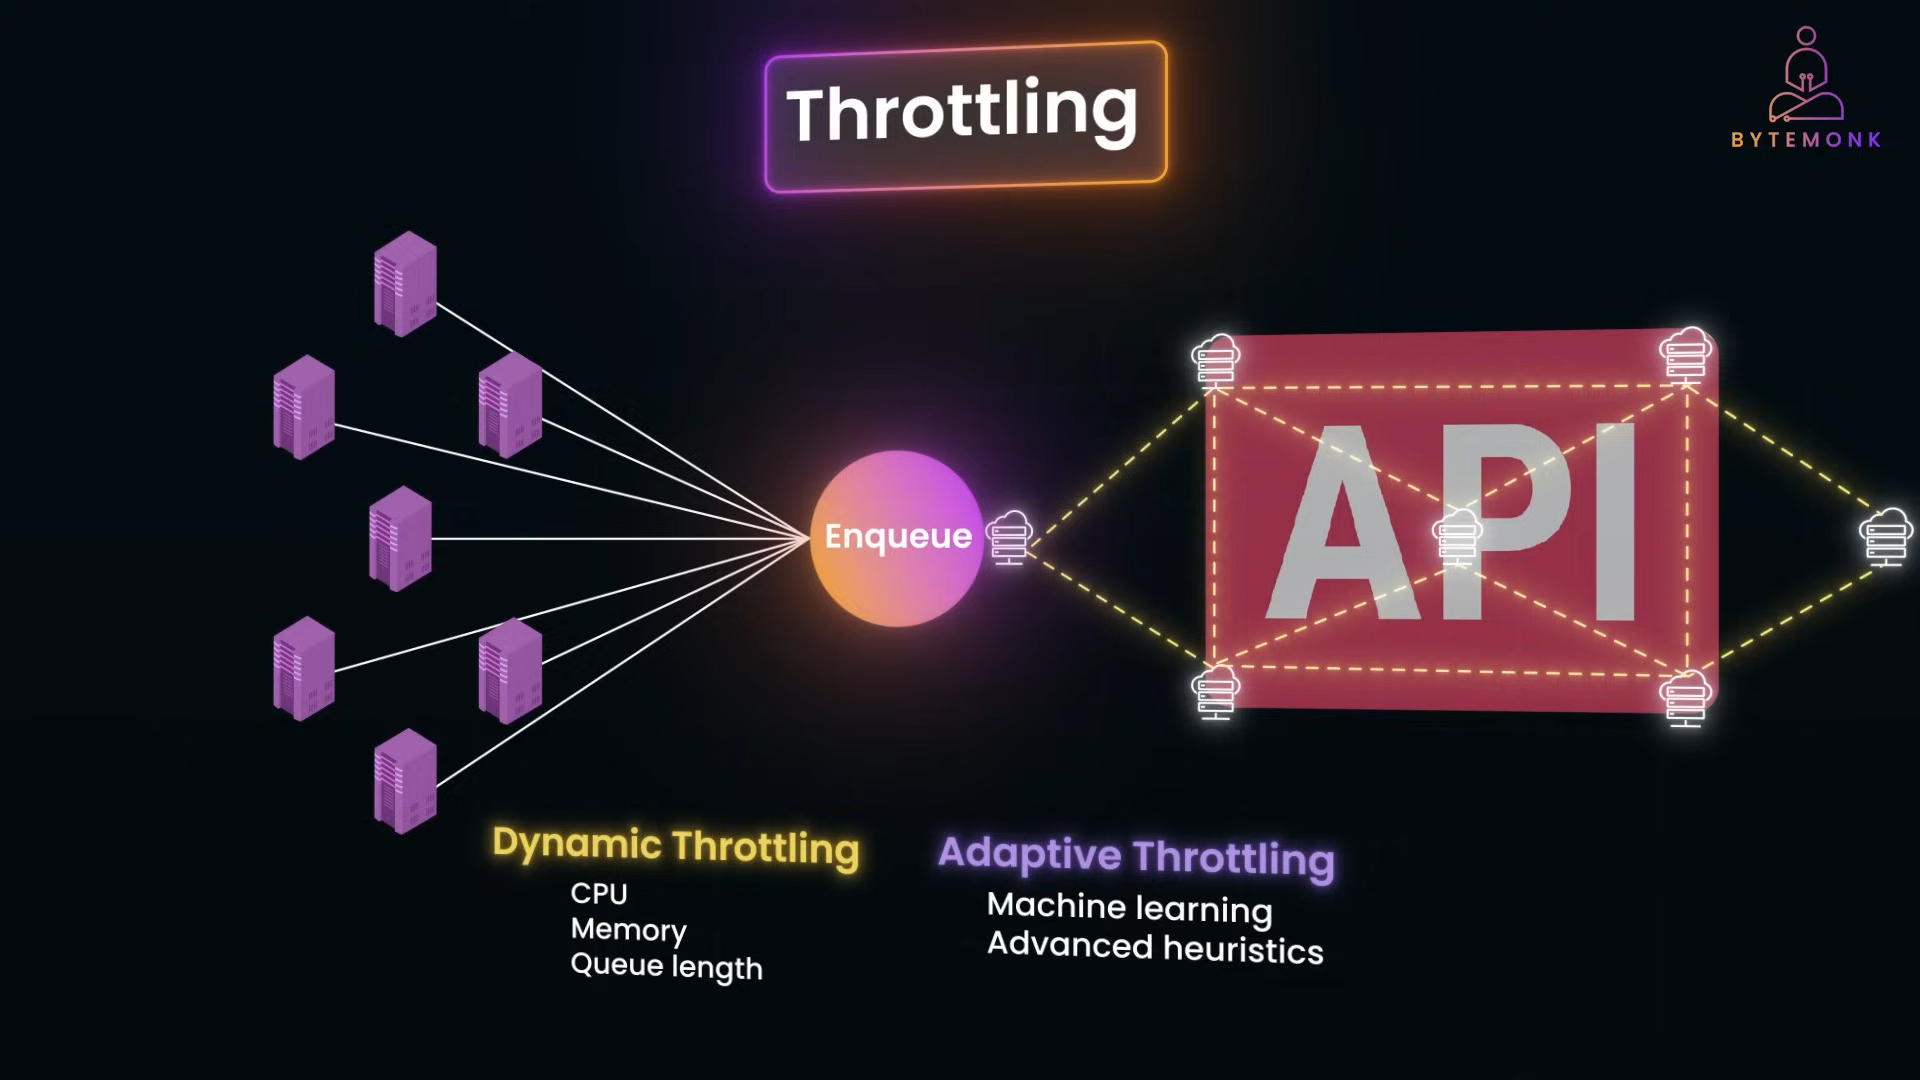 Throttling
BYTEMONK
Enqueue
API
Dynamic Throttling
CPU
Memory
Queue length
Adaptive Throttling
Machine learning
Advanced heuristics